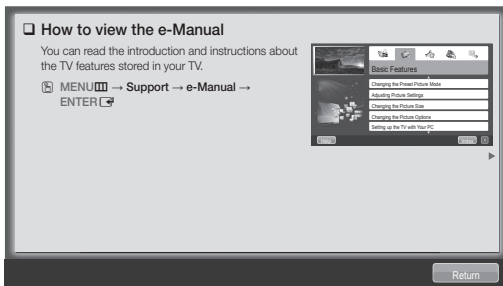 How to view the e-Manual
You can read the introduction and instructions about
the TV features stored in your TV.
MENU → Support → e-Manual →
ENTER
Basic Features
Changing the Preset Picture Mode
Adjusting Picture Settings
Changing the Picture Size
Changing the Picture Options
Setting up the TV with Your PC
Index
Return